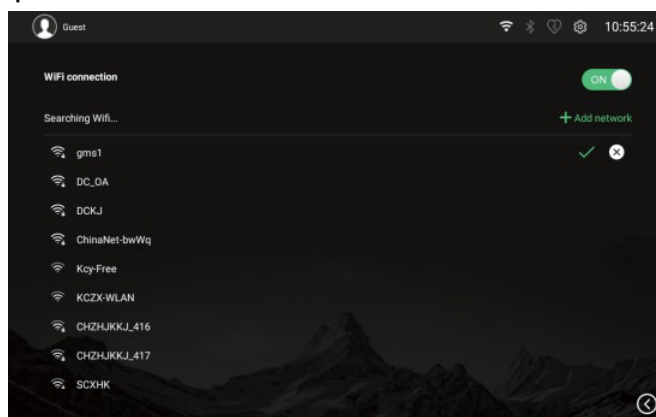 Guest 10:55:24
WiFi connection ON
Searching Wifi... + Add network
gms1
DC_OA
DCKJ
ChinaNet-bwWq
Kcy-Free
KCZX-WLAN
CHZHJKKJ_416
CHZHJKKJ_417
SCXHK